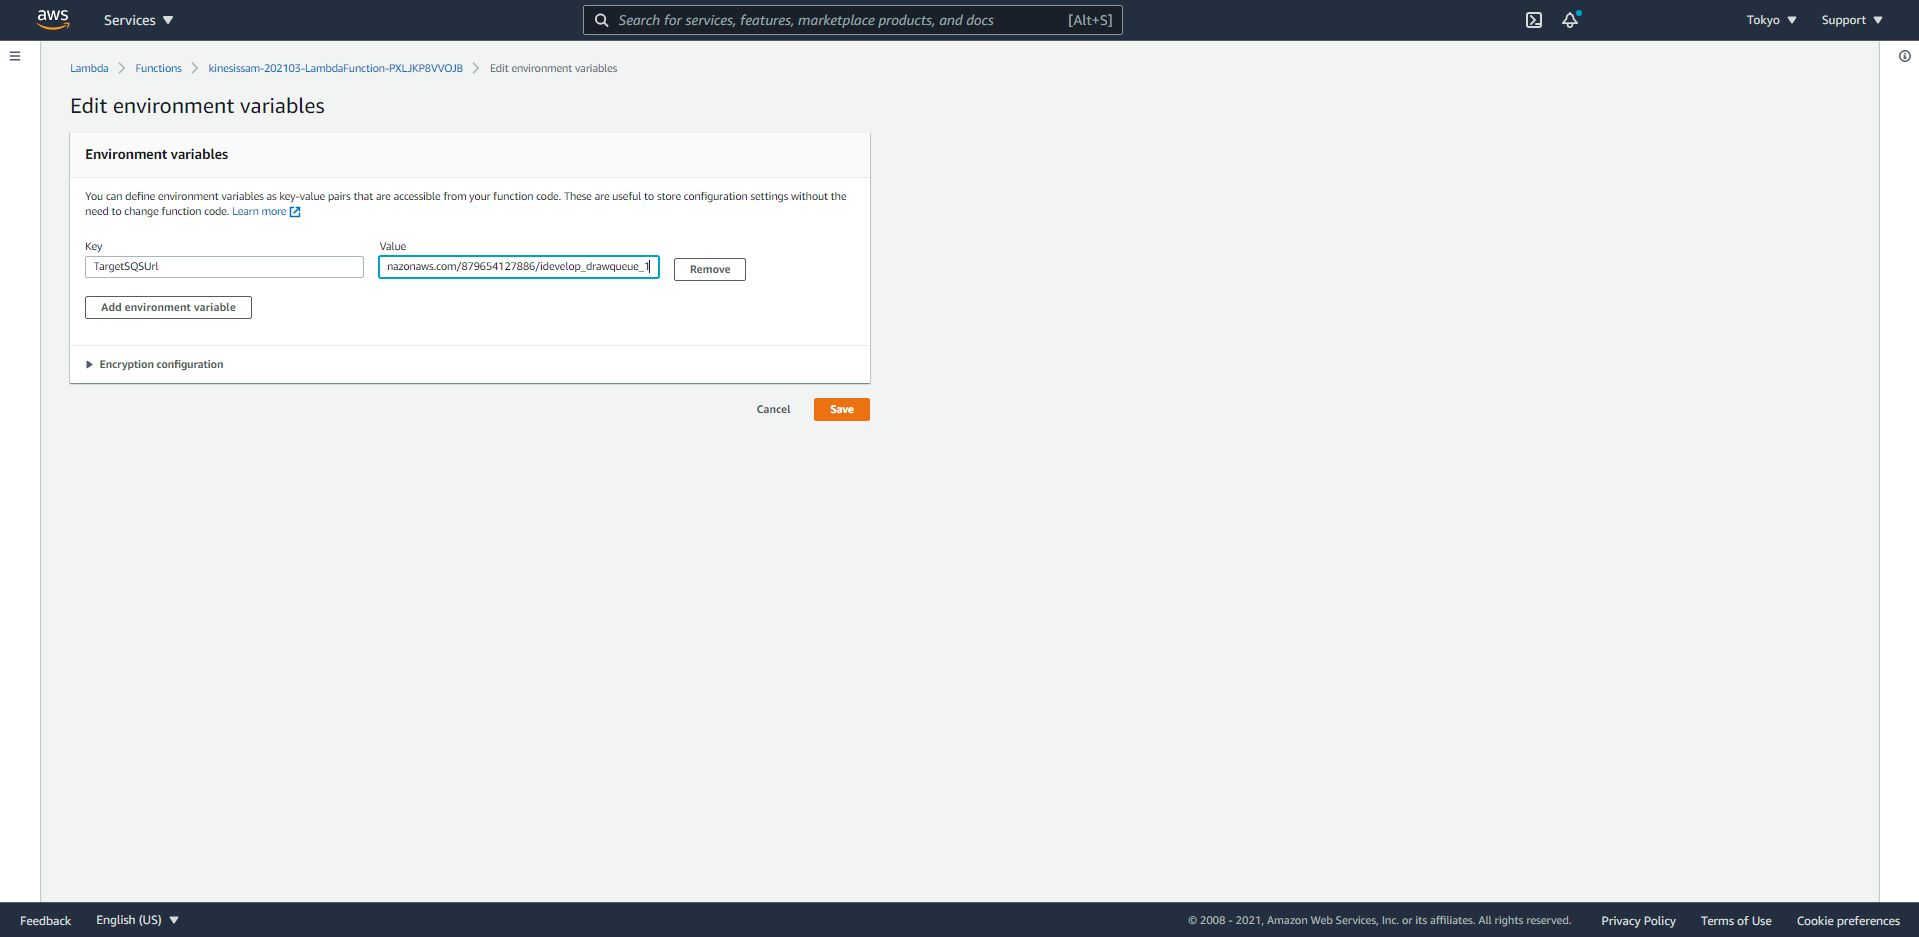 aws
Services
Search for services, features, marketplace products, and docs [Alt+S]
Tokyo
Support
Lambda
Functions
kinesissam-202103-LambdaFunction-PXLJKP8VVOJB
Edit environment variables
Edit environment variables
Environment variables
You can define environment variables as key-value pairs that are accessible from your function code. These are useful to store configuration settings without the
need to change function code. Learn more
Key
Value
TargetSQSUrl
nazonaws.com/879654127886/idevelop_drawqueue_1
Remove
Add environment variable
Encryption configuration
Cancel
Save
Feedback
English (US)
© 2008 - 2021, Amazon Web Services, Inc. or its affiliates. All rights reserved.
Privacy Policy
Terms of Use
Cookie preferences